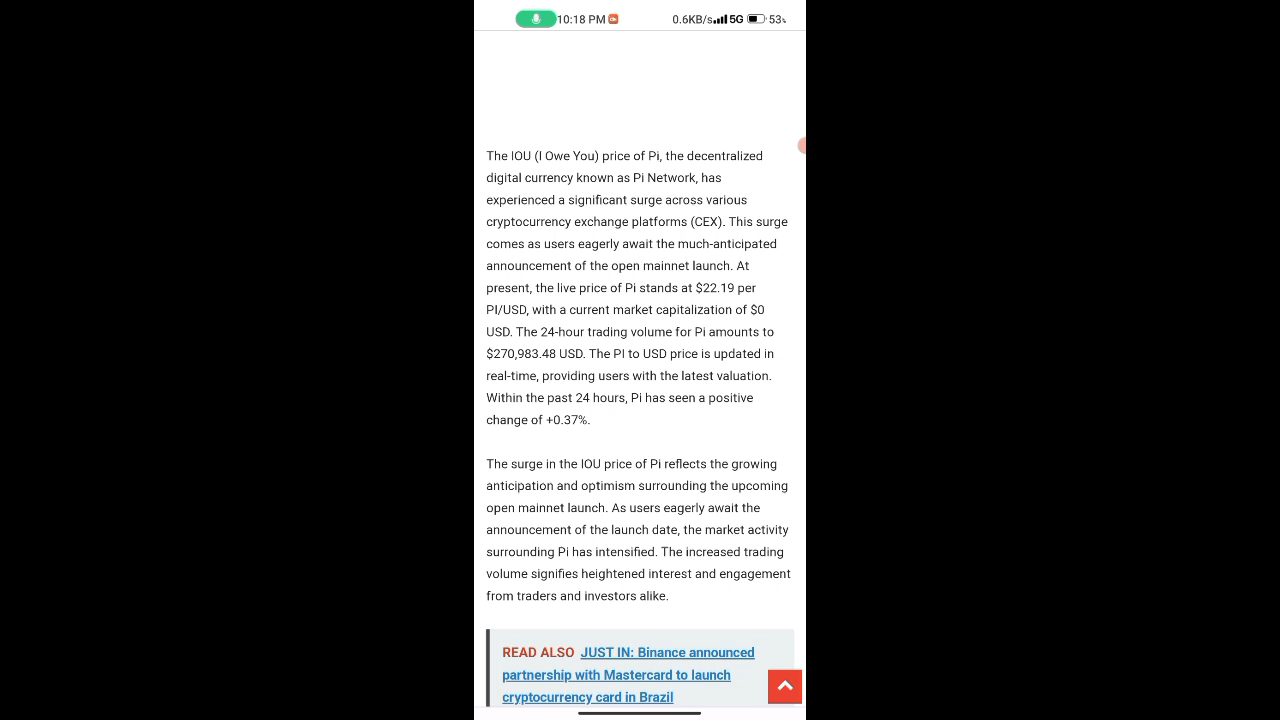 10:18 PM 0.6KB/s 5G 53%
The IOU (I Owe You) price of Pi, the decentralized
digital currency known as Pi Network, has
experienced a significant surge across various
cryptocurrency exchange platforms (CEX). This surge
comes as users eagerly await the much-anticipated
announcement of the open mainnet launch. At
present, the live price of Pi stands at $22.19 per
PI/USD, with a current market capitalization of $0
USD. The 24-hour trading volume for Pi amounts to
$270,983.48 USD. The PI to USD price is updated in
real-time, providing users with the latest valuation.
Within the past 24 hours, Pi has seen a positive
change of +0.37%.
The surge in the IOU price of Pi reflects the growing
anticipation and optimism surrounding the upcoming
open mainnet launch. As users eagerly await the
announcement of the launch date, the market activity
surrounding Pi has intensified. The increased trading
volume signifies heightened interest and engagement
from traders and investors alike.
READ ALSO JUST IN: Binance announced
partnership with Mastercard to launch
cryptocurrency card in Brazil